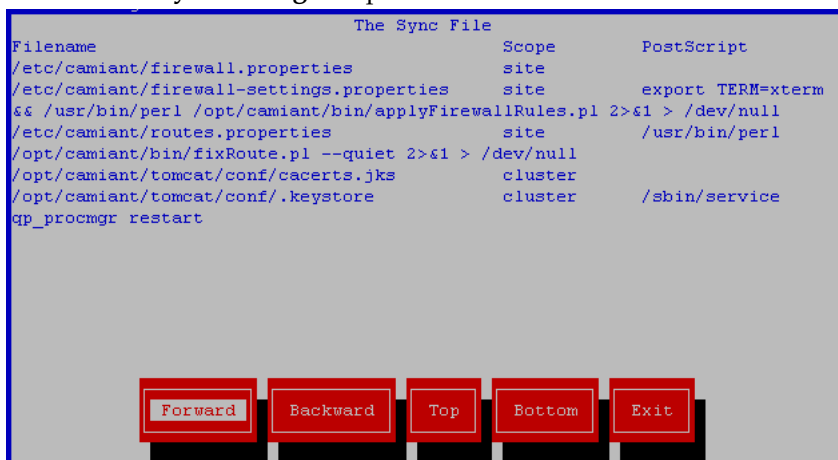 The Sync File
Filename Scope PostScript
/etc/camiant/firewall.properties site
/etc/camiant/firewall-settings.properties site export TERM=xterm
&& /usr/bin/perl /opt/camiant/bin/applyFirewallRules.pl 2>&1 > /dev/null
/etc/camiant/routes.properties site /usr/bin/perl
/opt/camiant/bin/fixRoute.pl --quiet 2>&1 > /dev/null
/opt/camiant/tomcat/conf/cacerts.jks cluster
/opt/camiant/tomcat/conf/.keystore cluster /sbin/service
qp_procmgr restart
Forward Backward Top Bottom Exit